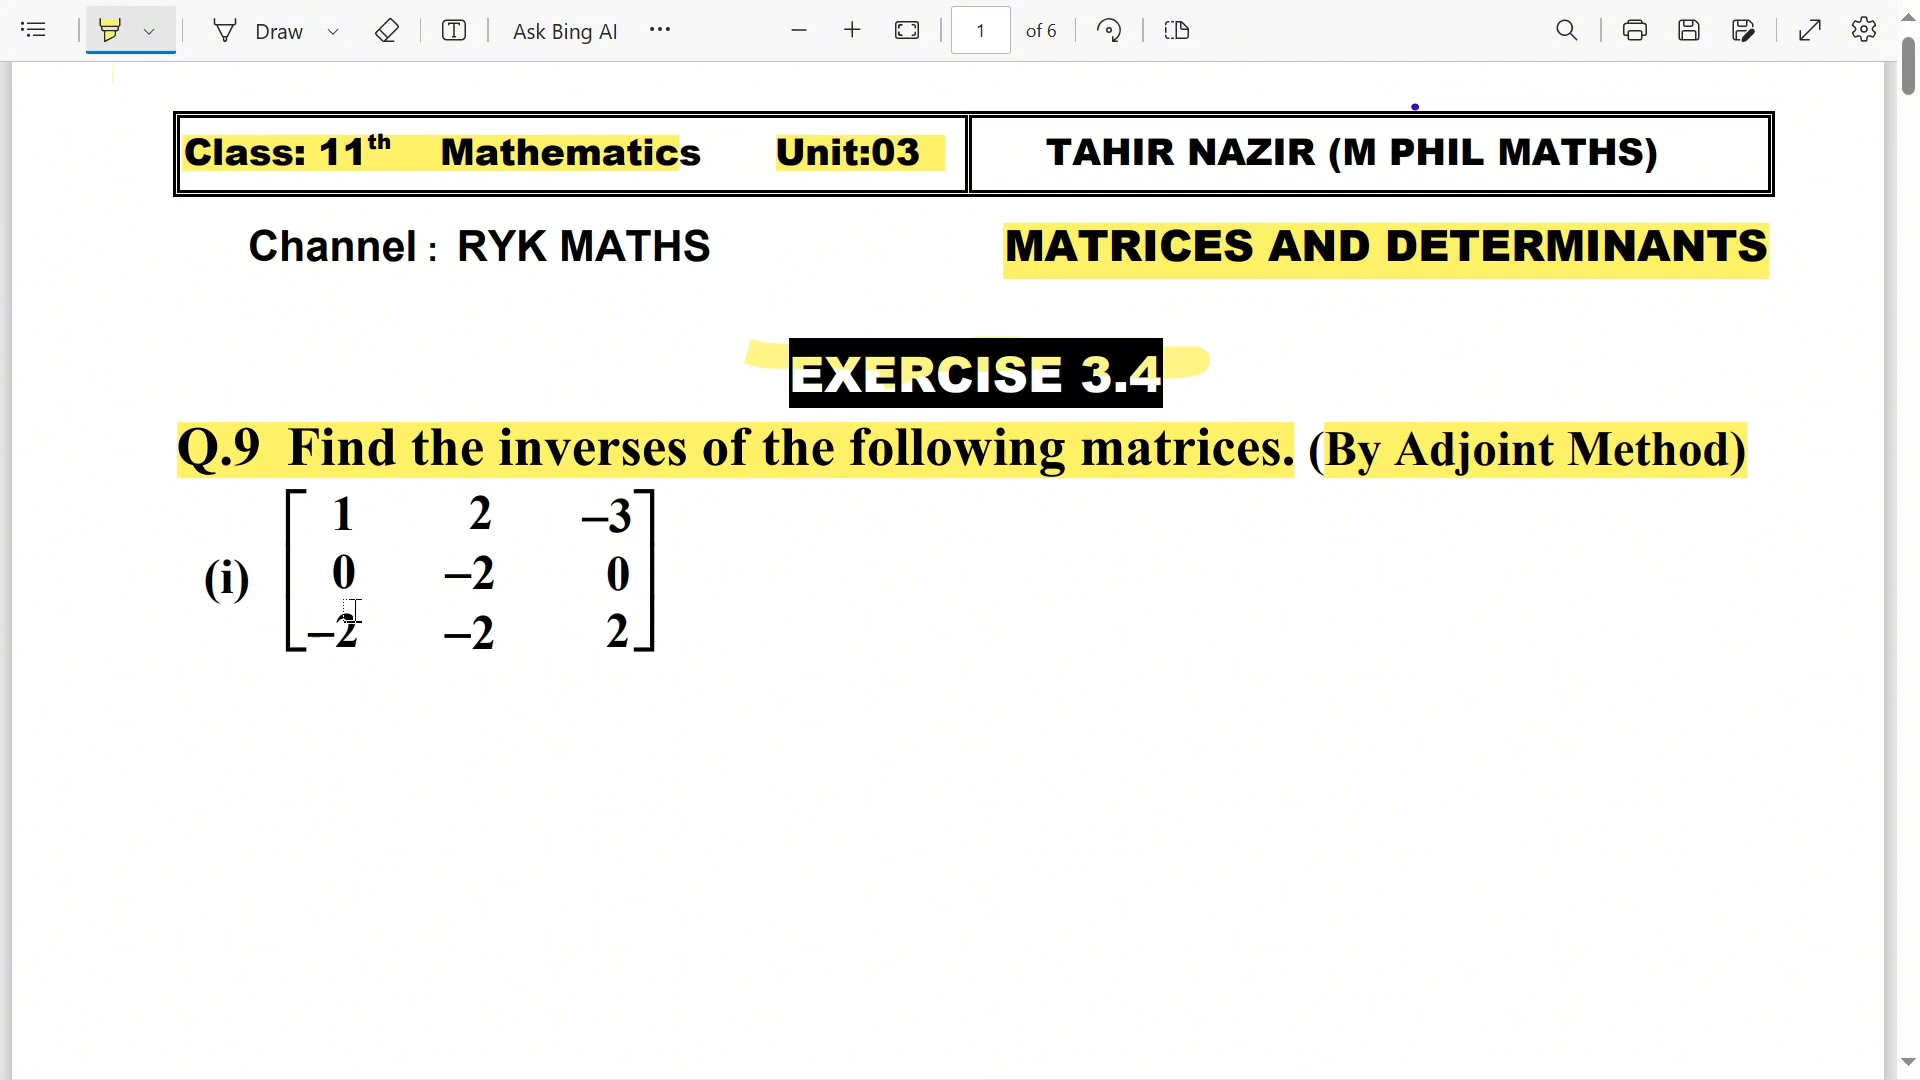 Draw Ask Bing AI 1 of 6
Class: 11th Mathematics Unit:03 TAHIR NAZIR (M PHIL MATHS)
Channel : RYK MATHS MATRICES AND DETERMINANTS
EXERCISE 3.4
Q.9 Find the inverses of the following matrices. (By Adjoint Method)
1 2 –3
(i) 0 –2 0
–2 –2 2